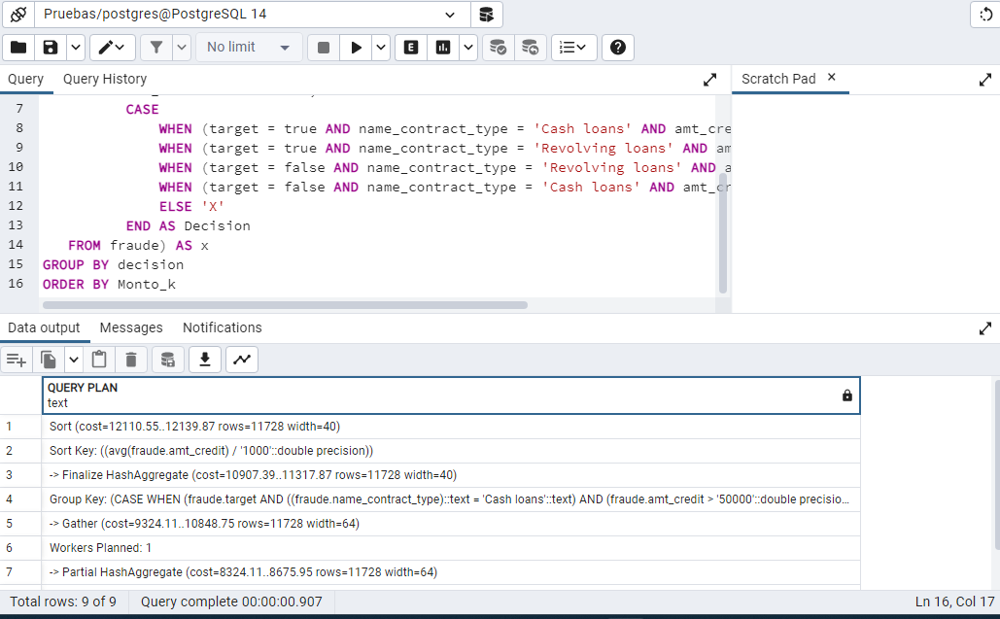 Pruebas/postgres@PostgreSQL 14
No limit
E
Query Query History
Scratch Pad
7 CASE
8 WHEN (target = true AND name_contract_type = 'Cash loans' AND amt_cre
9 WHEN (target = true AND name_contract_type = 'Revolving loans' AND am
10 WHEN (target = false AND name_contract_type = 'Revolving loans' AND a
11 WHEN (target = false AND name_contract_type = 'Cash loans' AND amt_cr
12 ELSE 'X'
13 END AS Decision
14 FROM fraude) AS x
15 GROUP BY decision
16 ORDER BY Monto_k
Data output Messages Notifications
QUERY PLAN
text
1 Sort (cost=12110.55..12139.87 rows=11728 width=40)
2 Sort Key: ((avg(fraude.amt_credit) / '1000'::double precision))
3 -> Finalize HashAggregate (cost=10907.39..11317.87 rows=11728 width=40)
4 Group Key: (CASE WHEN (fraude.target AND ((fraude.name_contract_type)::text = 'Cash loans'::text) AND (fraude.amt_credit > '50000'::double precisio...
5 -> Gather (cost=9324.11..10848.75 rows=11728 width=64)
6 Workers Planned: 1
7 -> Partial HashAggregate (cost=8324.11..8675.95 rows=11728 width=64)
Total rows: 9 of 9 Query complete 00:00:00.907 Ln 16, Col 17